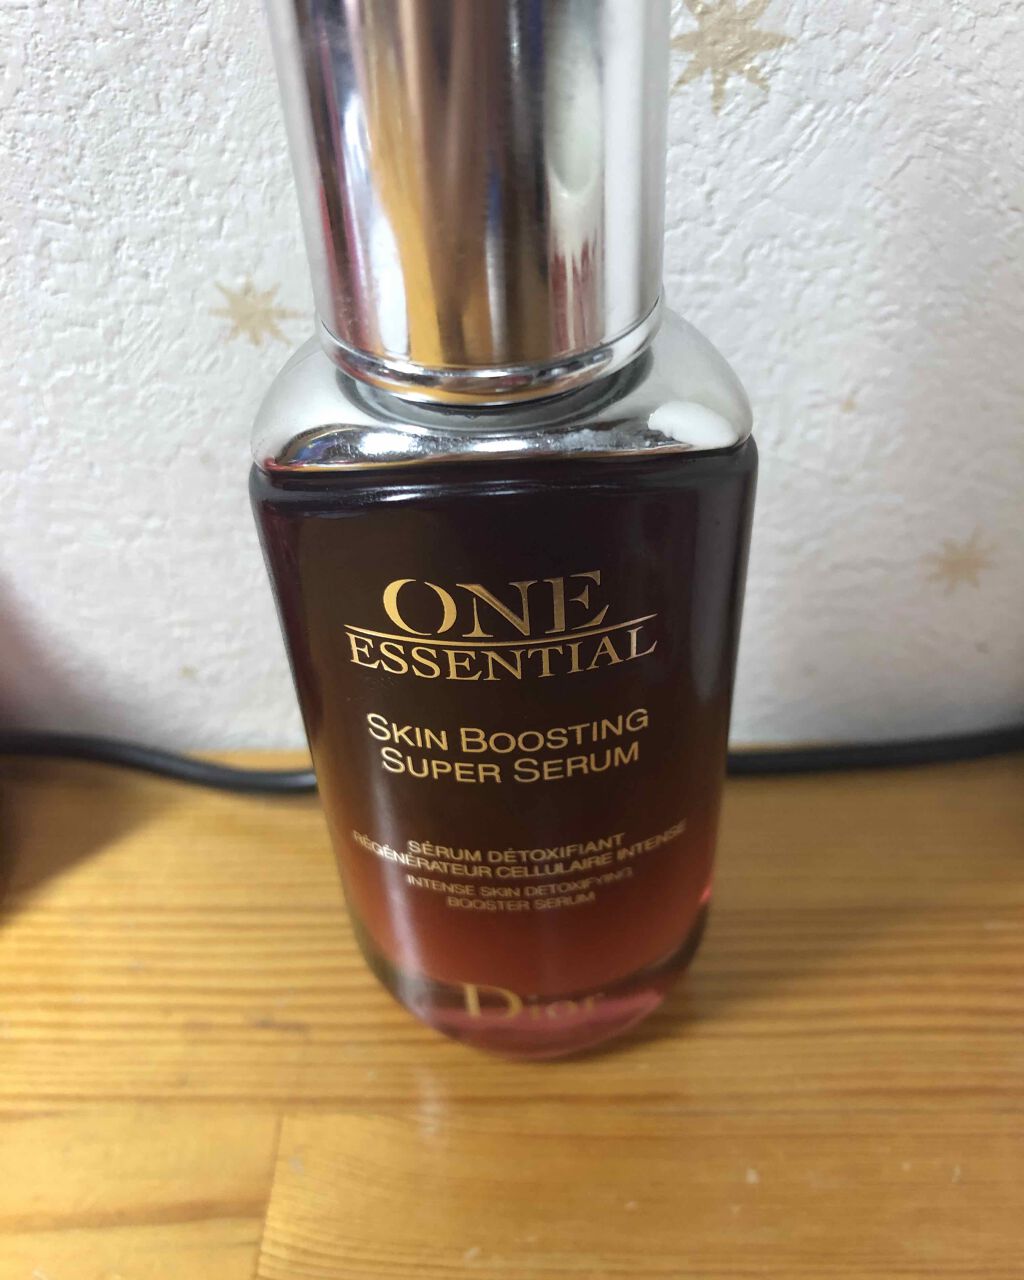 ONE
ESSENTIAL
SKIN BOOSTING
SUPER SERUM
SÉRUM DÉTOXIFIANT
RÉGÉNÉRATEUR CELLULAIRE INTENSE
INTENSE SKIN DETOXIFYING
BOOSTER SERUM
Dior